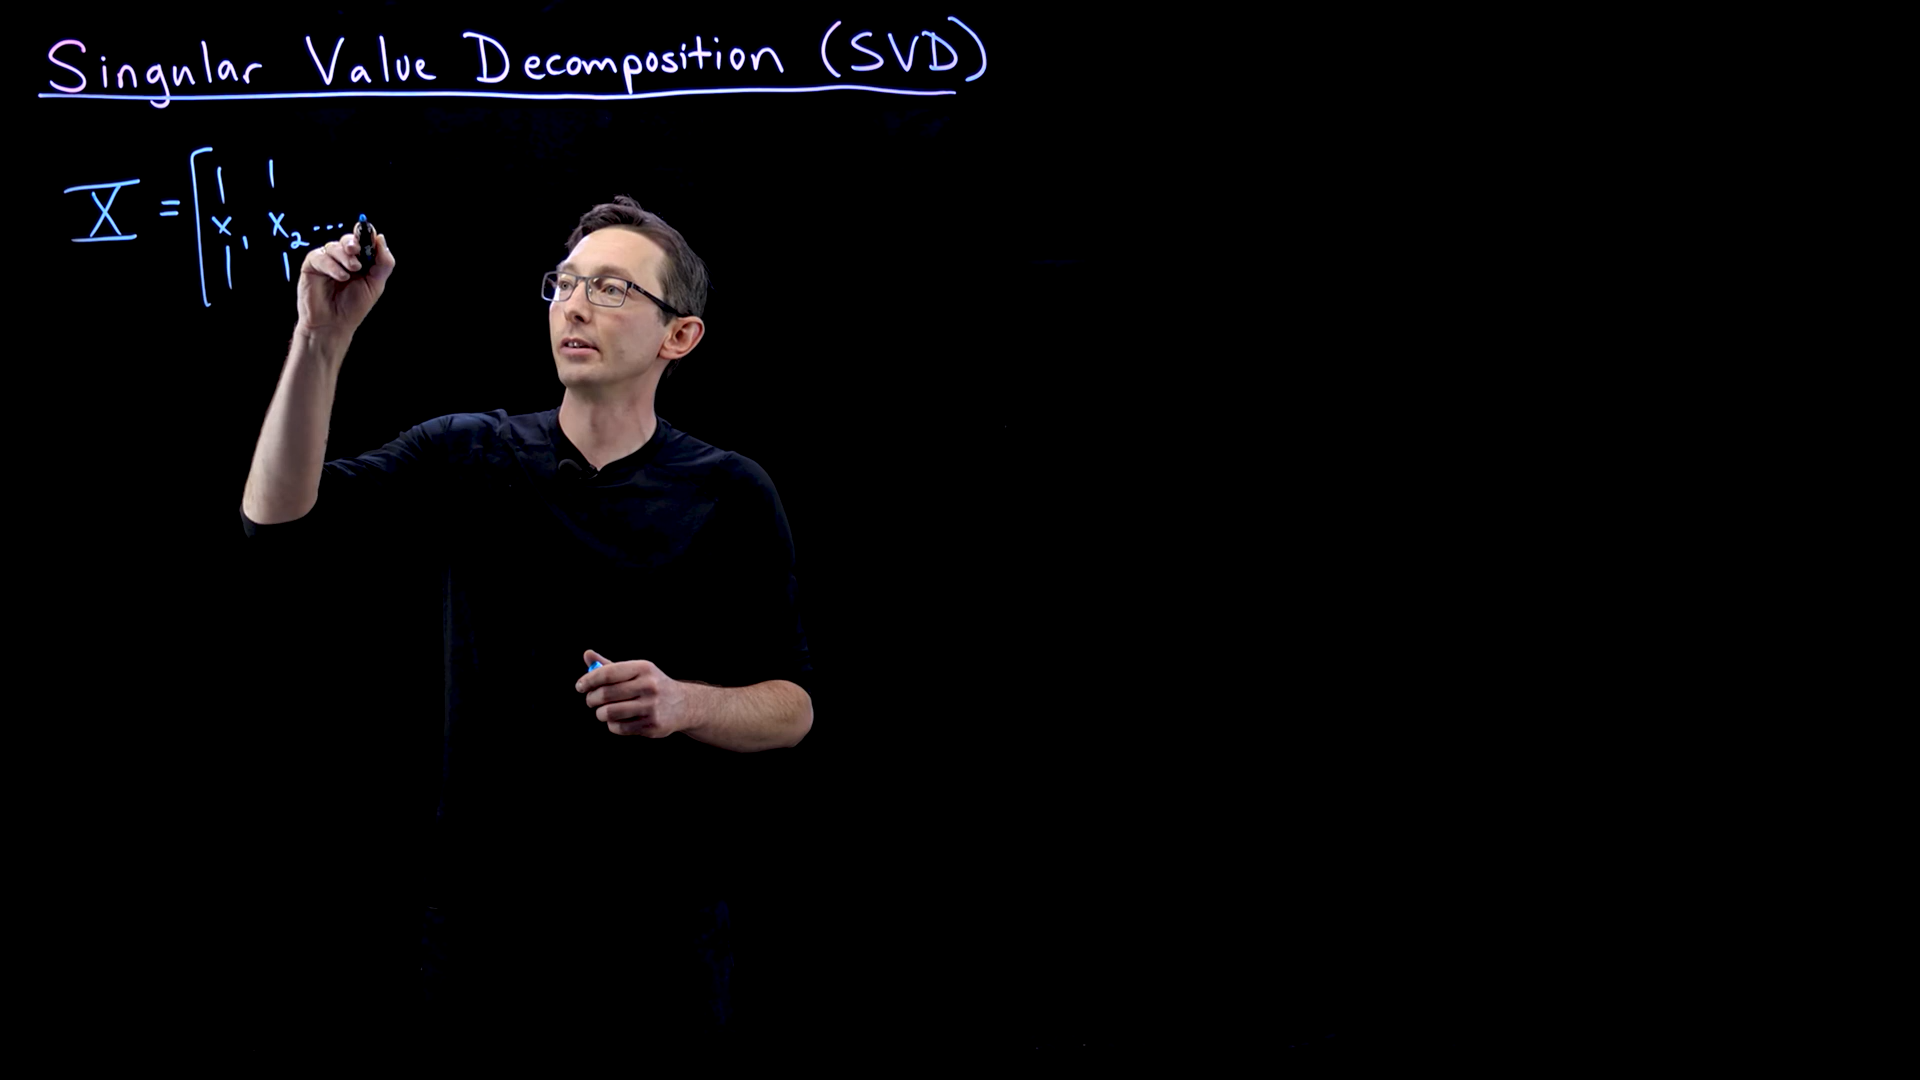 Singular Value Decomposition (SVD)
X = [ | |
x₁ x₂ ...
| |